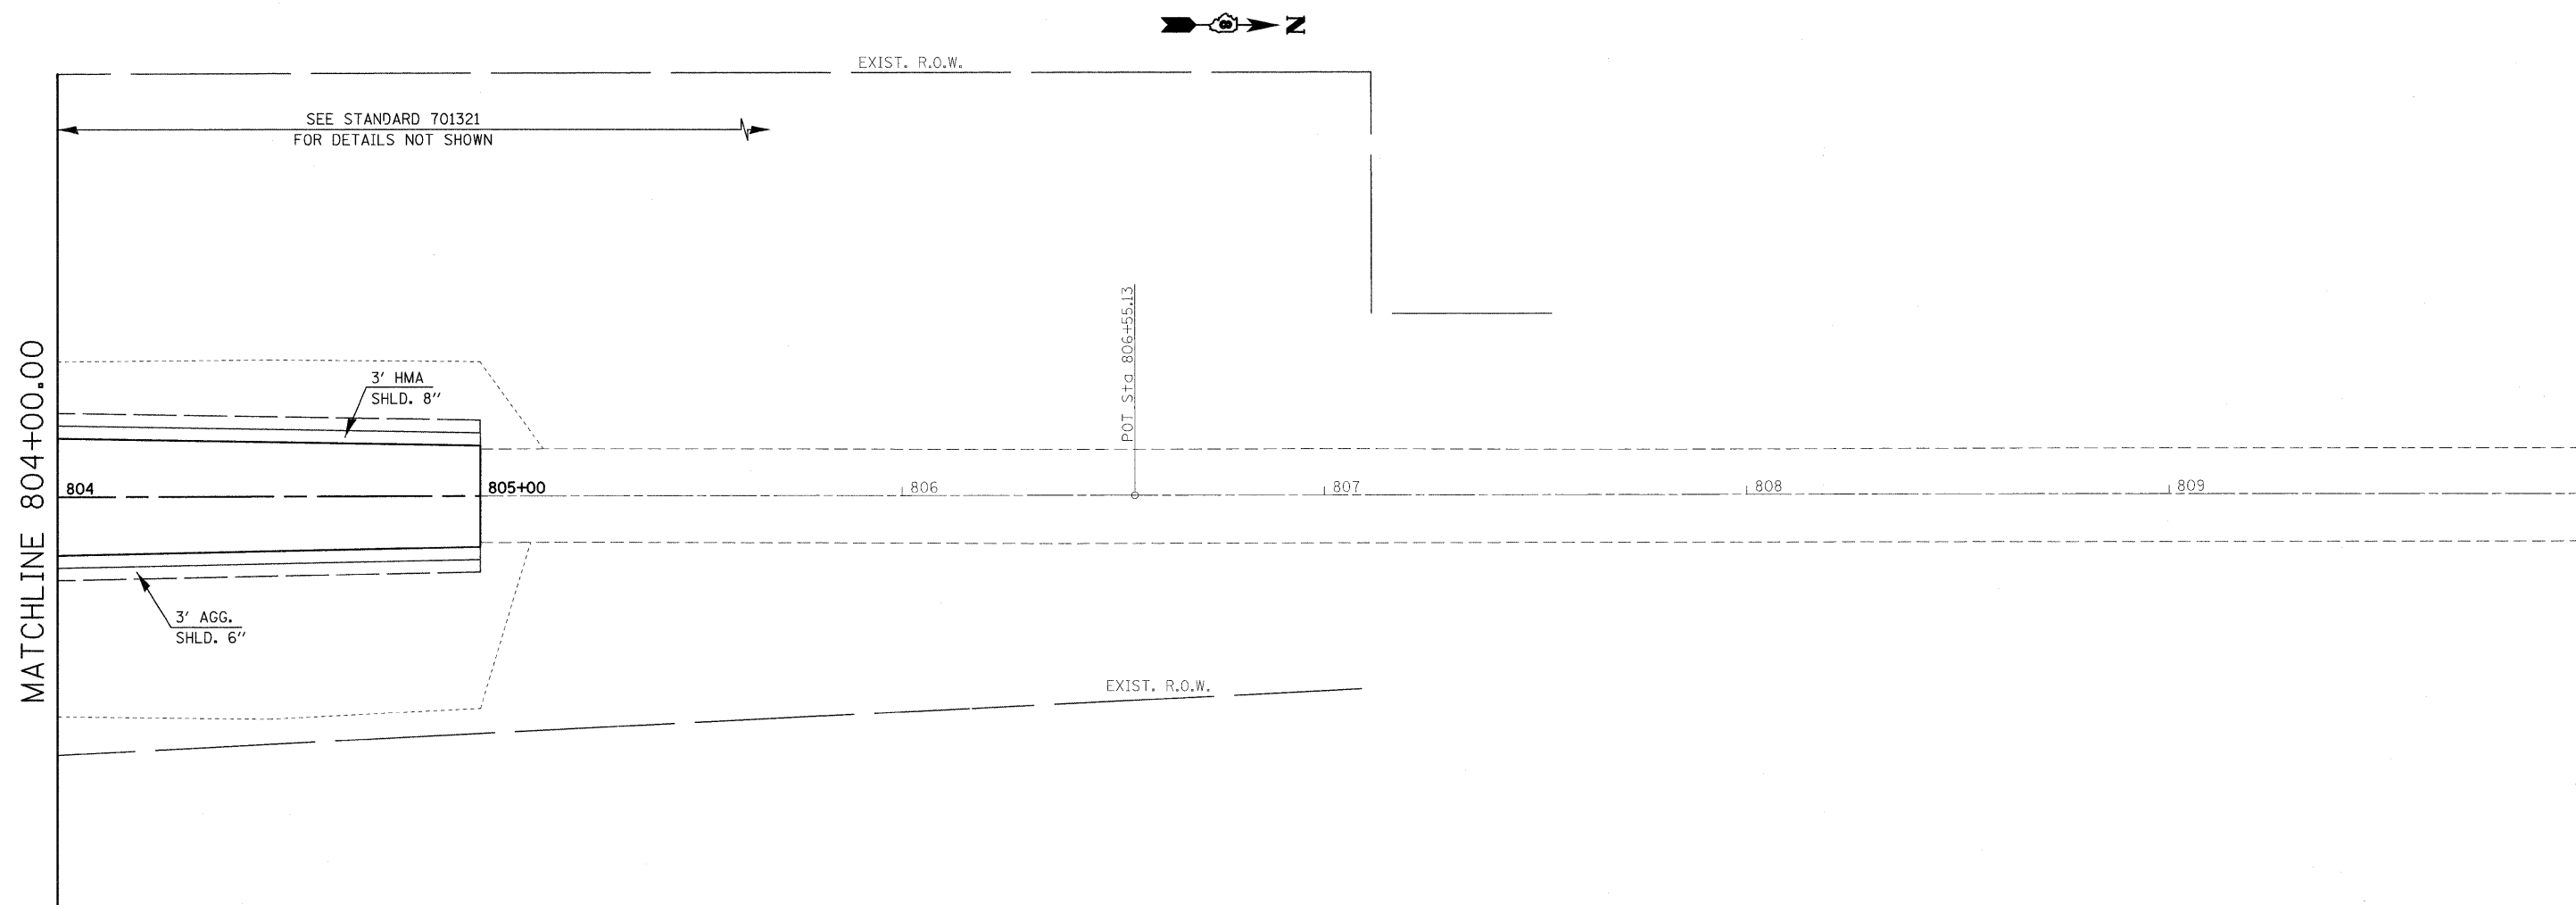 N
EXIST. R.O.W.
SEE STANDARD 701321
FOR DETAILS NOT SHOWN
POT Sta 806+55.13
MATCHLINE 804+00.00
3' HMA
SHLD. 8"
804
805+00
806
807
808
809
3' AGG.
SHLD. 6"
EXIST. R.O.W.